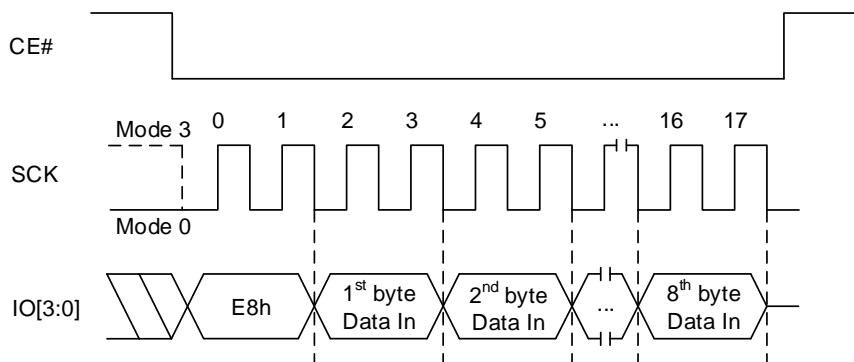 CE#
Mode 3
0 1 2 3 4 5 ... 16 17
SCK
Mode 0
IO[3:0]
E8h
1st byte
Data In
2nd byte
Data In
...
8th byte
Data In